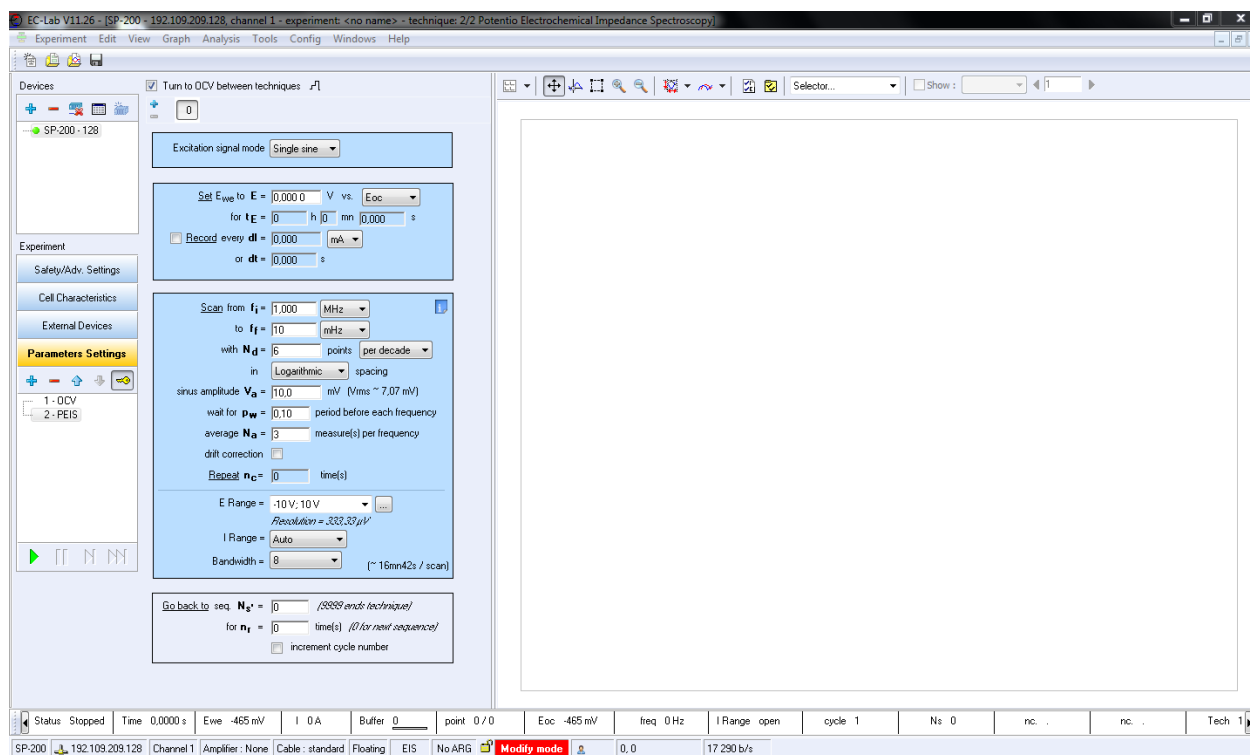 EC-Lab V11.26 - [SP-200 - 192.109.209.128, channel 1 - experiment: <no name> - technique: 2/2 Potentio Electrochemical Impedance Spectroscopy]
Experiment Edit View Graph Analysis Tools Config Windows Help
Devices
SP-200 - 128
Experiment
Safety/Adv. Settings
Cell Characteristics
External Devices
Parameters Settings
1 - OCV
2 - PEIS
Turn to OCV between techniques
0
Excitation signal mode Single sine
Set Ewe to E = 0,000 0 V vs. Eoc
for tE = 0 h 0 mn 0,000 s
Record every dI = 0,000 mA
or dt = 0,000 s
Scan from fi = 1,000 MHz
to ff = 10 mHz
with Nd = 6 points per decade
in Logarithmic spacing
sinus amplitude Va = 10,0 mV (Vrms ~ 7,07 mV)
wait for pw = 0,10 period before each frequency
average Na = 3 measure(s) per frequency
drift correction
Repeat nc = 0 time(s)
E Range = -10 V; 10 V ...
Resolution = 333,33 µV
I Range = Auto
Bandwidth = 8 (~ 16mn42s / scan)
Go back to seq. Ns' = 0 (9999 ends technique)
for nr = 0 time(s) (0 for next sequence)
increment cycle number
Selector... Show : 1
Status Stopped Time 0,0000 s Ewe -465 mV I 0 A Buffer 0 point 0 / 0 Eoc -465 mV freq 0 Hz I Range open cycle 1 Ns 0 nc. . nc. . Tech 1
SP-200 192.109.209.128 Channel 1 Amplifier : None Cable : standard Floating EIS No ARG Modify mode 0, 0 17 290 b/s